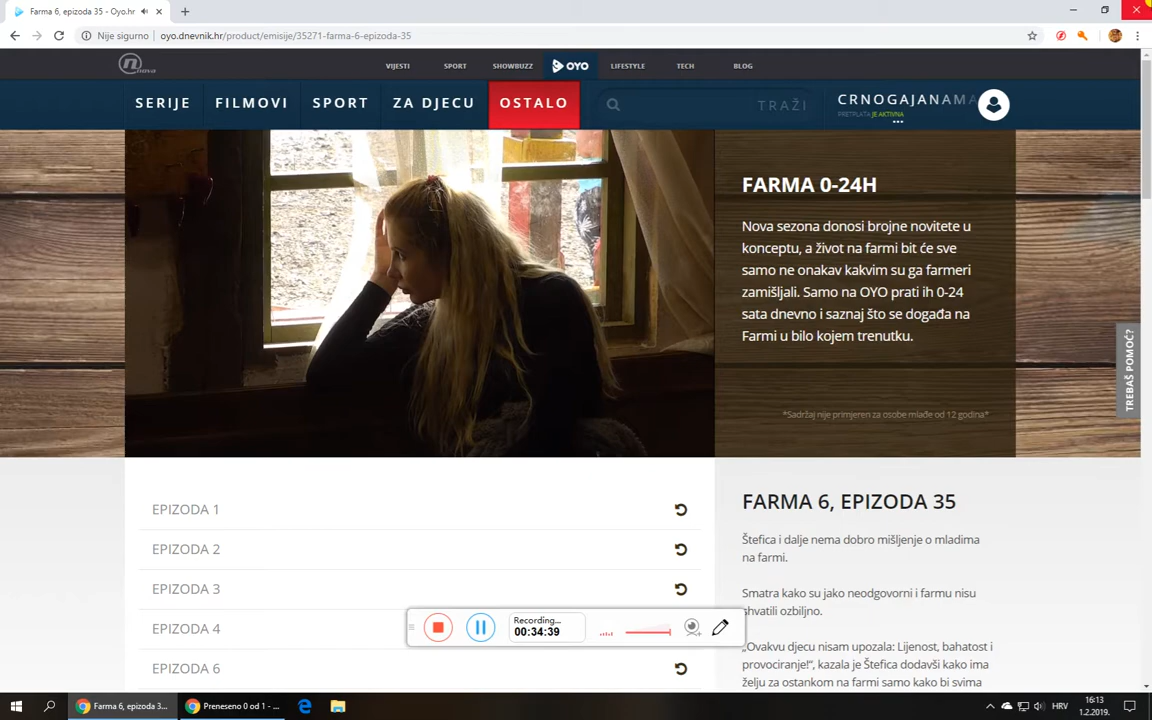 Farma 6, epizoda 35 - Oyo.hr
Nije sigurno
oyo.dnevnik.hr/product/emisije/35271-farma-6-epizoda-35
nova
VIJESTI
SPORT
SHOWBUZZ
OYO
LIFESTYLE
TECH
BLOG
SERIJE
FILMOVI
SPORT
ZA DJECU
OSTALO
TRAŽI
CRNOGAJANAMA
PRETPLATA JE AKTIVNA
FARMA 0-24H
Nova sezona donosi brojne novitete u
konceptu, a život na farmi bit će sve
samo ne onakav kakvim su ga farmeri
zamišljali. Samo na OYO prati ih 0-24
sata dnevno i saznaj što se događa na
Farmi u bilo kojem trenutku.
*Sadržaj nije primjeren za osobe mlađe od 12 godina*
TREBAŠ POMOĆ?
EPIZODA 1
EPIZODA 2
EPIZODA 3
EPIZODA 4
EPIZODA 6
FARMA 6, EPIZODA 35
Štefica i dalje nema dobro mišljenje o mladima
na farmi.
Smatra kako su jako neodgovorni i farmu nisu
shvatili ozbiljno.
„Ovakvu djecu nisam upozala: Lijenost, bahatost i
provociranje!“, kazala je Štefica dodavši kako ima
želju za ostankom na farmi samo kako bi svima
Recording...
00:34:39
Farma 6, epizoda 3...
Preneseno 0 od 1 - ...
HRV
16:13
1.2.2019.